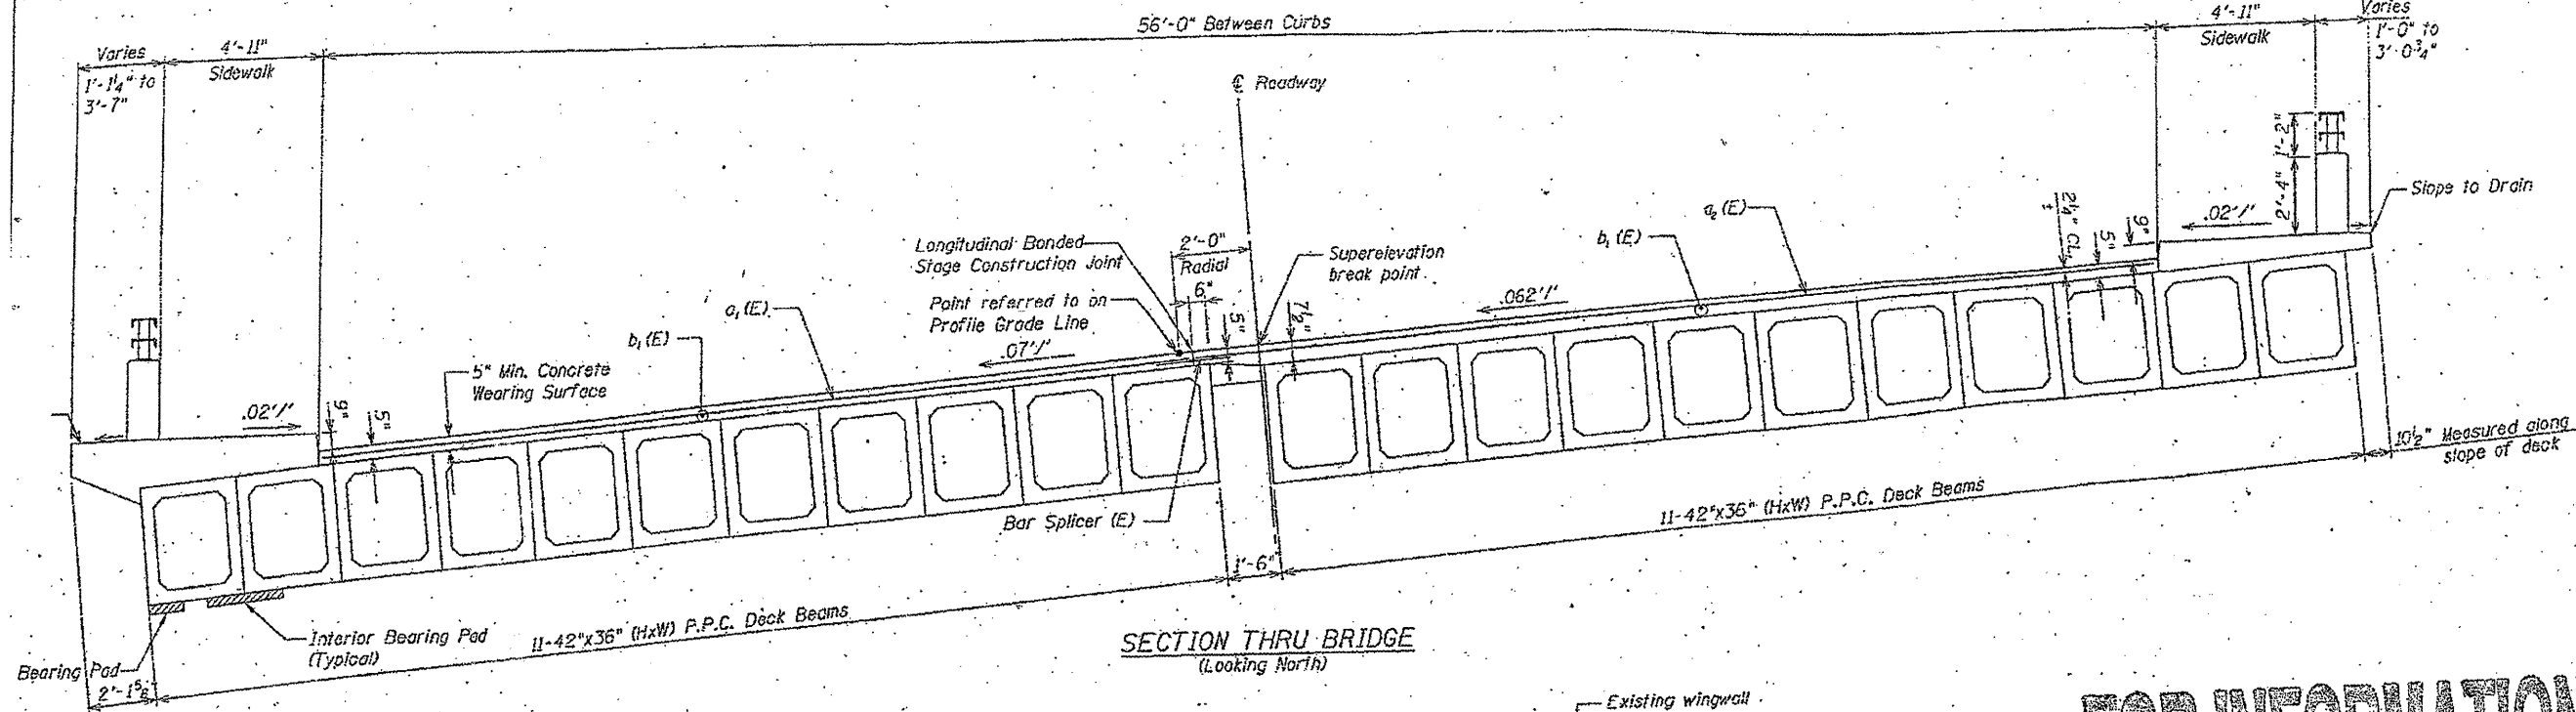 56'-0" Between Curbs
Varies
1'-1¼" to
3'-7"
4'-11"
Sidewalk
℄ Roadway
4'-11"
Sidewalk
Varies
1'-0" to
3'-0¾"
1'-2"
2'-4"
Slope to Drain
.02'/'
9"
5"
2¼" CL.
±
a₂(E)
b₁(E)
.062'/'
Superelevation
break point.
2'-0"
Radial
6"
5"
7½"
Longitudinal Bonded
Stage Construction Joint
Point referred to on
Profile Grade Line
.07'/'
a₁(E)
b₁(E)
5" Min. Concrete
Wearing Surface
.02'/'
9"
5"
Bar Splicer (E)
1'-6"
10½" Measured along
slope of deck
11-42"x36" (HxW) P.P.C. Deck Beams
11-42"x36" (HxW) P.P.C. Deck Beams
Interior Bearing Pad
(Typical)
Bearing Pad
2'-1⅝"
SECTION THRU BRIDGE
(Looking North)
Existing wingwall
FOR INFORMATION